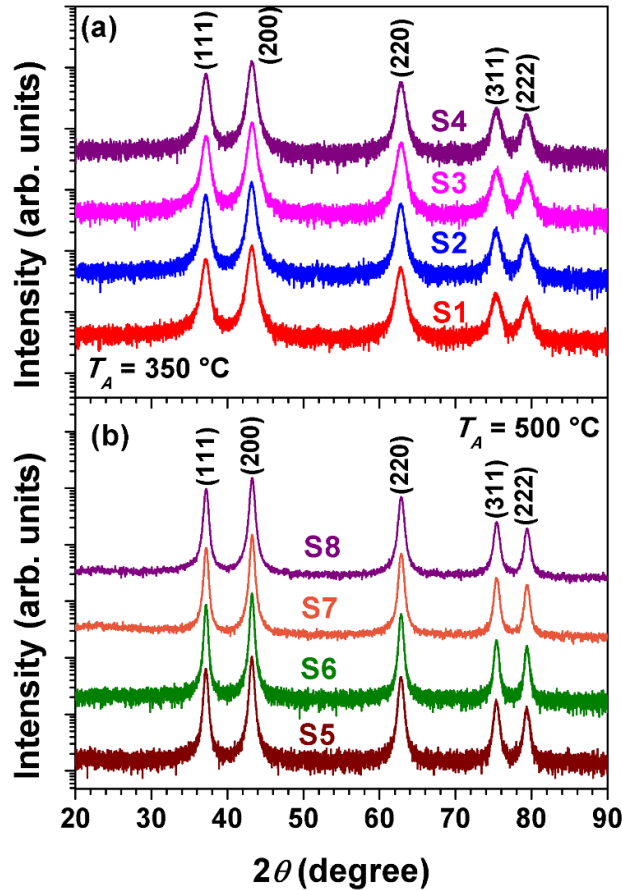 (a)
(111)
(200)
(220)
(311)
(222)
S4
S3
S2
S1
T_A = 350 °C
Intensity (arb. units)
(b)
T_A = 500 °C
(111)
(200)
(220)
(311)
(222)
S8
S7
S6
S5
Intensity (arb. units)
20 30 40 50 60 70 80 90
2θ (degree)